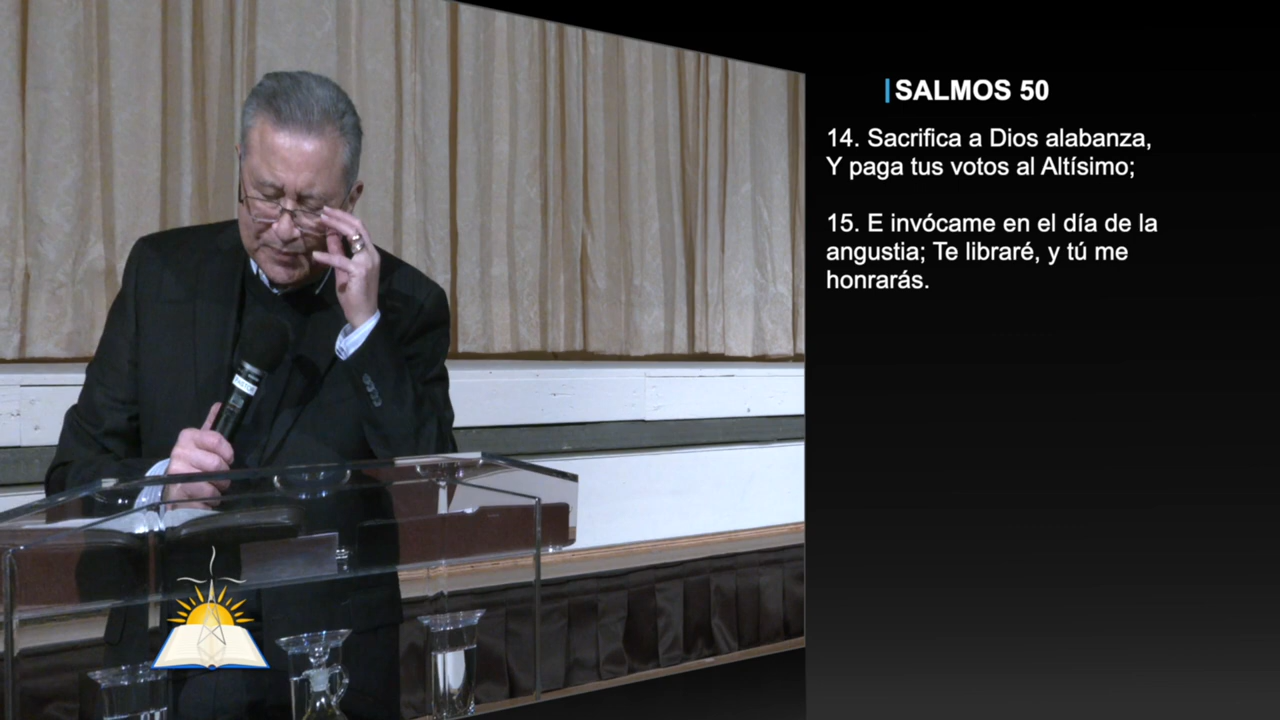 SALMOS 50
14. Sacrifica a Dios alabanza,
Y paga tus votos al Altísimo;
15. E invócame en el día de la
angustia; Te libraré, y tú me
honrarás.